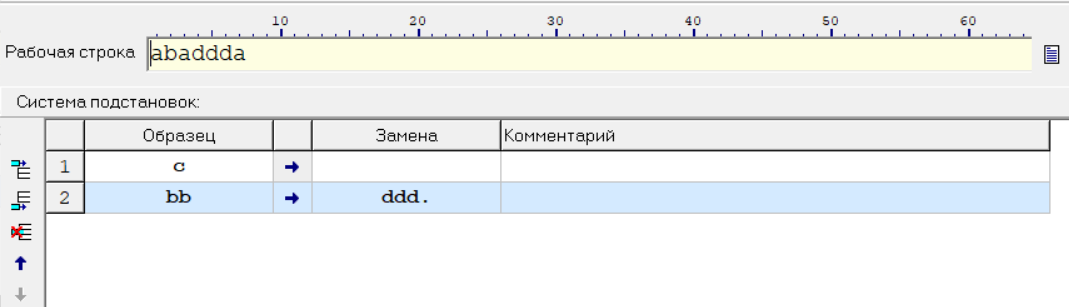 10 20 30 40 50 60
Рабочая строка abaddda
Система подстановок:
Образец Замена Комментарий
1 c →
2 bb → ddd.